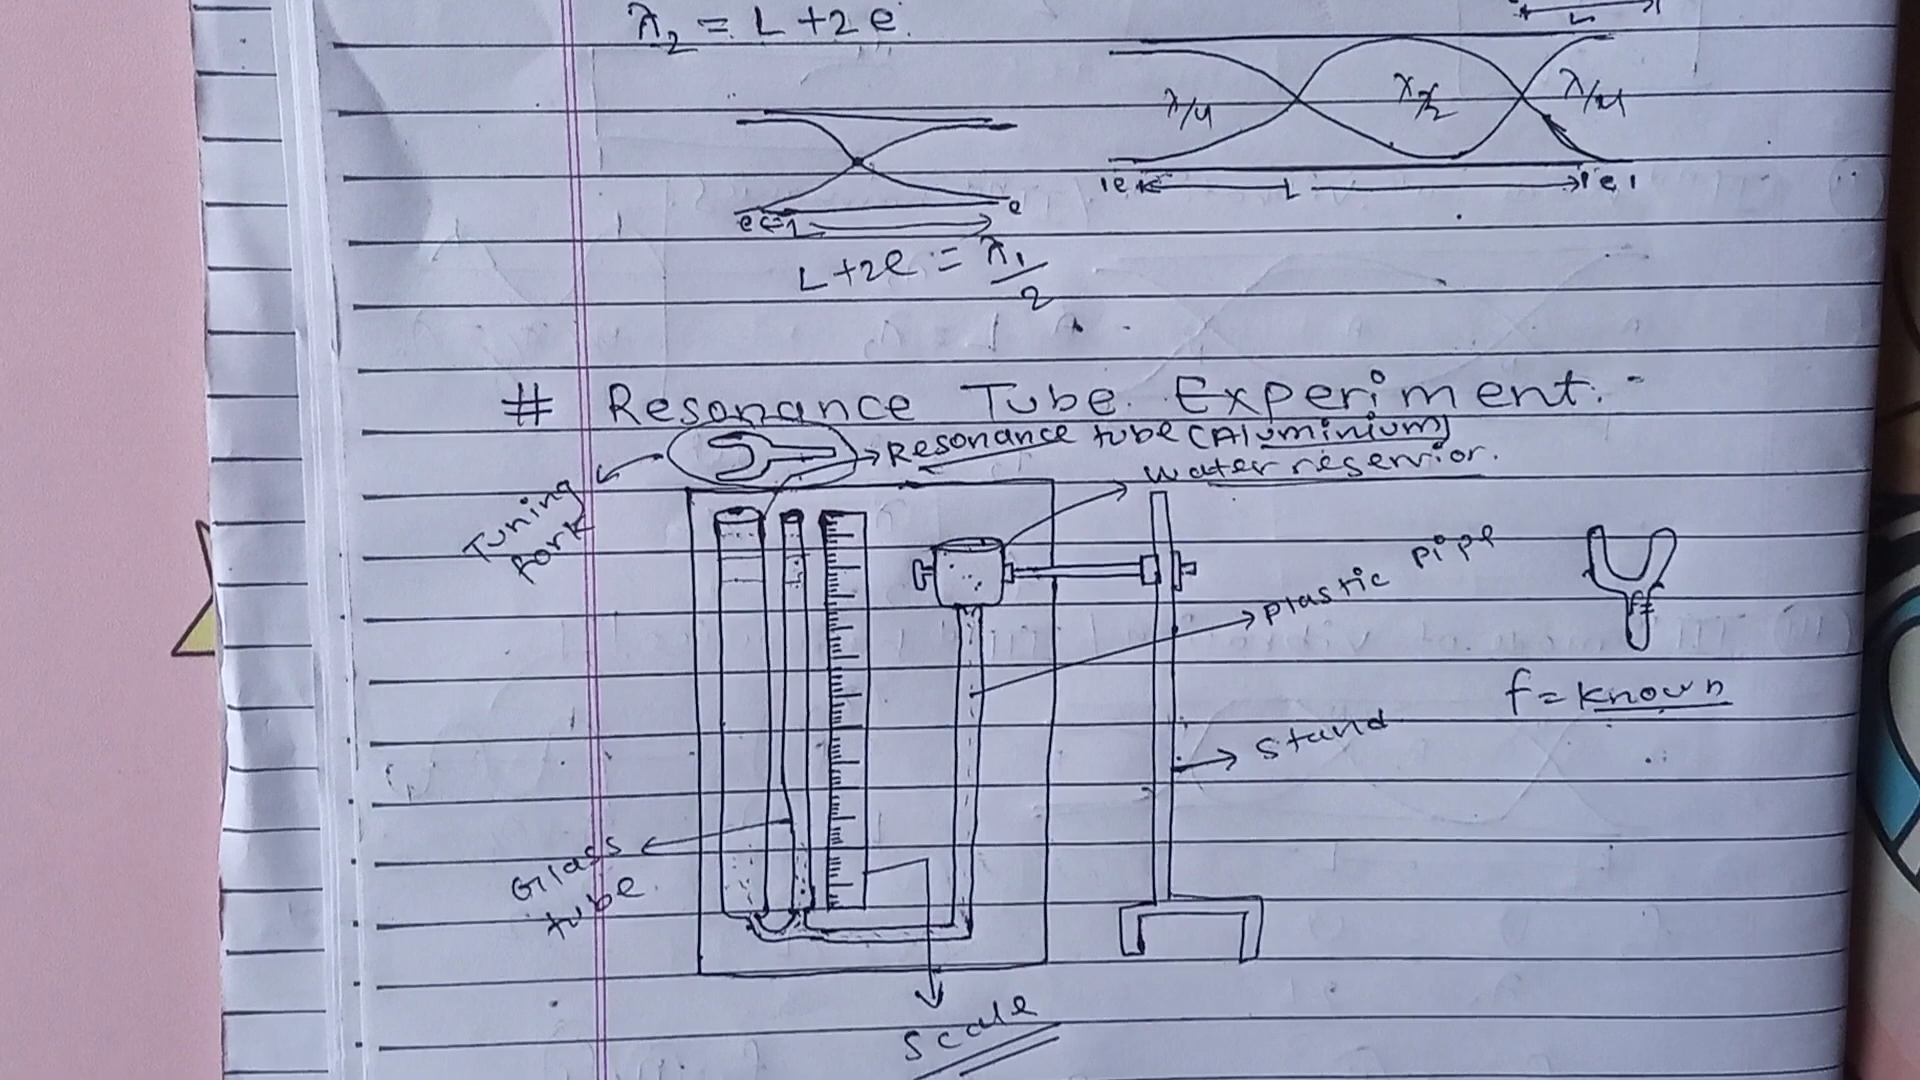 λ₂ = L + 2e.
L
λ/4 λ/2 λ/4
e L e
e L e
L + 2e = λ₁/2
# Resonance Tube Experiment.
Resonance tube (Aluminium)
water reservior.
Tuning
fork
plastic pipe
f = known
stand
Glass
tube
scale